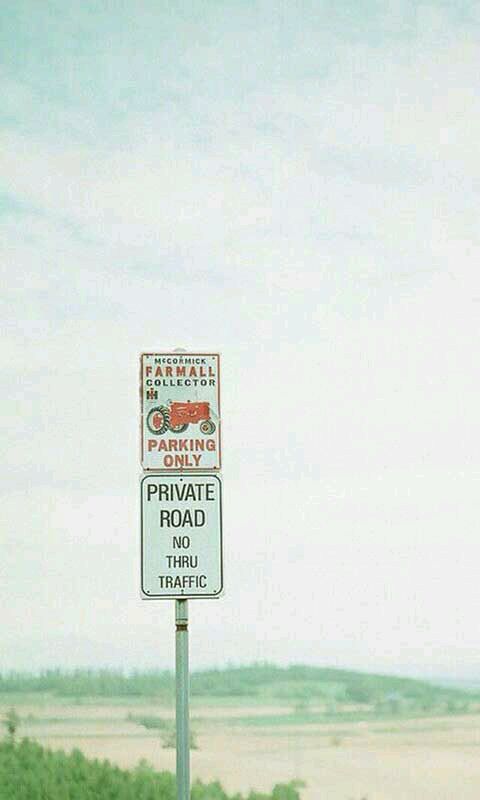 McCORMICK
FARMALL
COLLECTOR
IH
PARKING
ONLY
PRIVATE
ROAD
NO
THRU
TRAFFIC